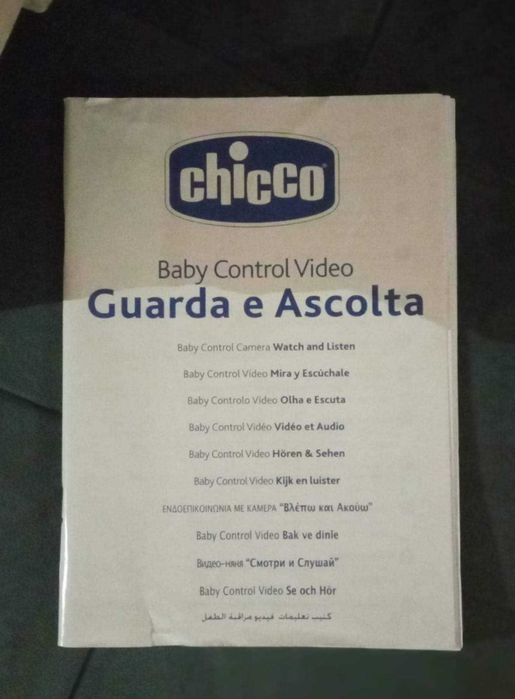 chicco
Baby Control Video
Guarda e Ascolta
Baby Control Camera Watch and Listen
Baby Control Vídeo Mira y Escúchale
Baby Controlo Video Olha e Escuta
Baby Control Vidéo Vidéo et Audio
Baby Control Video Hören & Sehen
Baby Control Video Kijk en luister
ΕΝΔΟΕΠΙΚΟΙΝΩΝΙΑ ΜΕ ΚΑΜΕΡΑ “Βλέπω και Ακούω”
Baby Control Video Bak ve dinle
Видео-няня “Смотри и Слушай”
Baby Control Video Se och Hör
كتيب تعليمات فيديو مراقبة الطفل